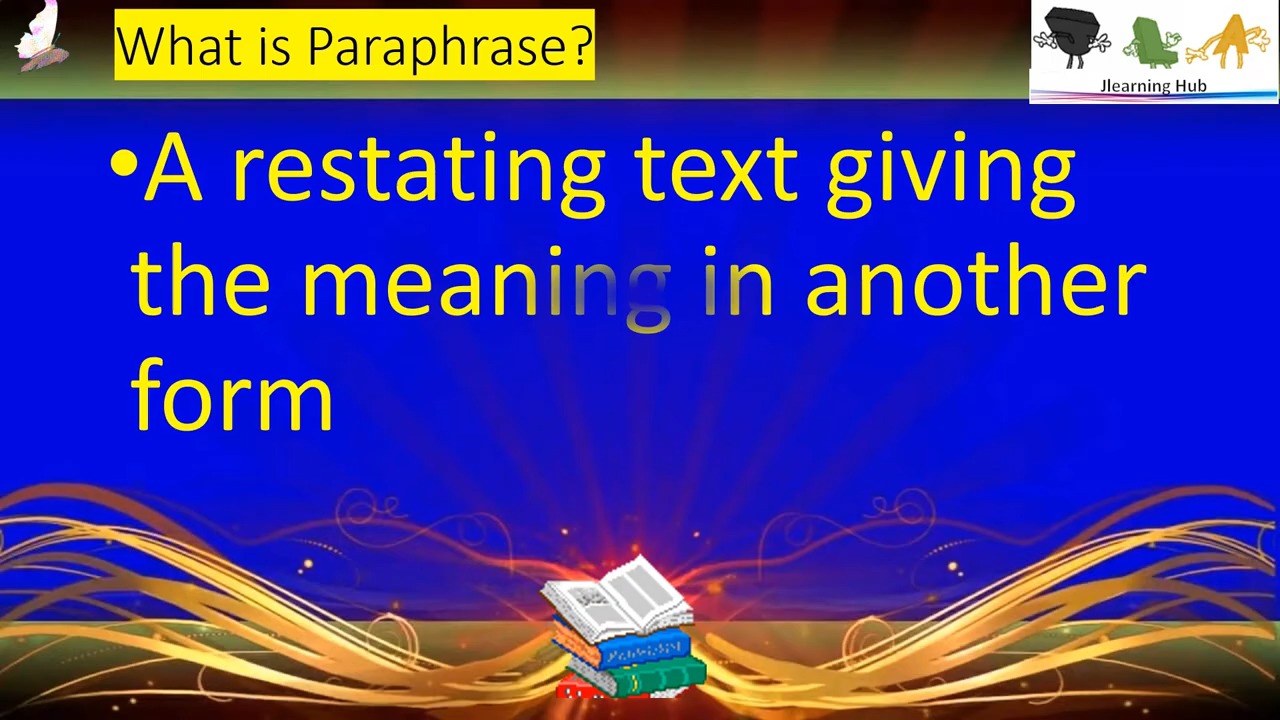 What is Paraphrase?
Jlearning Hub
•A restating text giving
the meaning in another
form